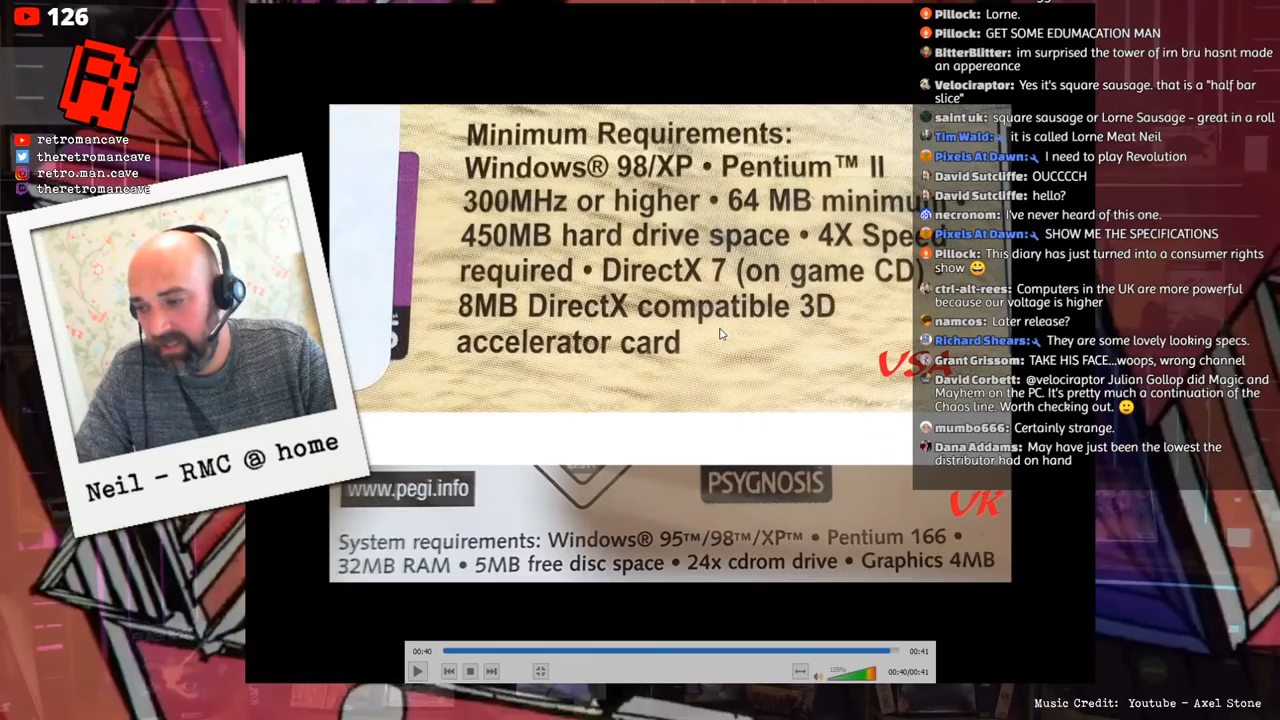 126
retromancave
theretromancave
retro.man.cave
theretromancave
Neil - RMC @ home
Minimum Requirements:
Windows® 98/XP • Pentium™ II
300MHz or higher • 64 MB minimum
450MB hard drive space • 4X Speed
required • DirectX 7 (on game CD)
8MB DirectX compatible 3D
accelerator card
USA
www.pegi.info
PSYGNOSIS
UK
System requirements: Windows® 95™/98™/XP™ • Pentium 166 •
32MB RAM • 5MB free disc space • 24x cdrom drive • Graphics 4MB
00:40
00:41
125%
00:40/00:41
Pillock: Lorne.
Pillock: GET SOME EDUMACATION MAN
BitterBlitter: im surprised the tower of irn bru hasnt made
an appereance
Velociraptor: Yes it's square sausage. that is a "half bar
slice"
saint uk: square sausage or Lorne Sausage - great in a roll
Tim Wald: it is called Lorne Meat Neil
Pixels At Dawn: I need to play Revolution
David Sutcliffe: OUCCCCH
David Sutcliffe: hello?
necronom: I've never heard of this one.
Pixels At Dawn: SHOW ME THE SPECIFICATIONS
Pillock: This diary has just turned into a consumer rights
show 😀
ctrl-alt-rees: Computers in the UK are more powerful
because our voltage is higher
namcos: Later release?
Richard Shears: They are some lovely looking specs.
Grant Grissom: TAKE HIS FACE...woops, wrong channel
David Corbett: @velociraptor Julian Gollop did Magic and
Mayhem on the PC. It's pretty much a continuation of the
Chaos line. Worth checking out. 🙂
mumbo666: Certainly strange.
Dana Addams: May have just been the lowest the
distributor had on hand
Music Credit: Youtube - Axel Stone